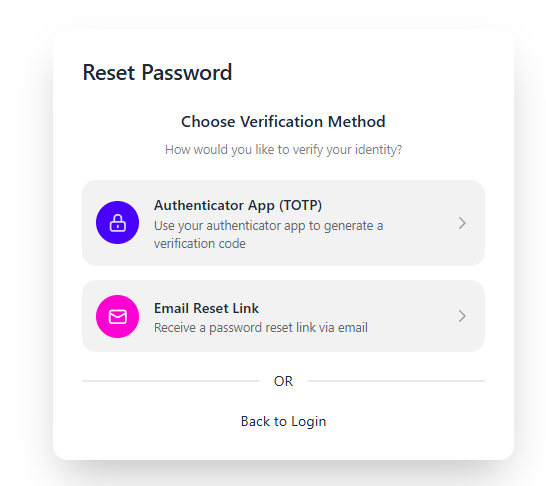 Reset Password
Choose Verification Method
How would you like to verify your identity?
Authenticator App (TOTP)
Use your authenticator app to generate a
verification code
Email Reset Link
Receive a password reset link via email
OR
Back to Login